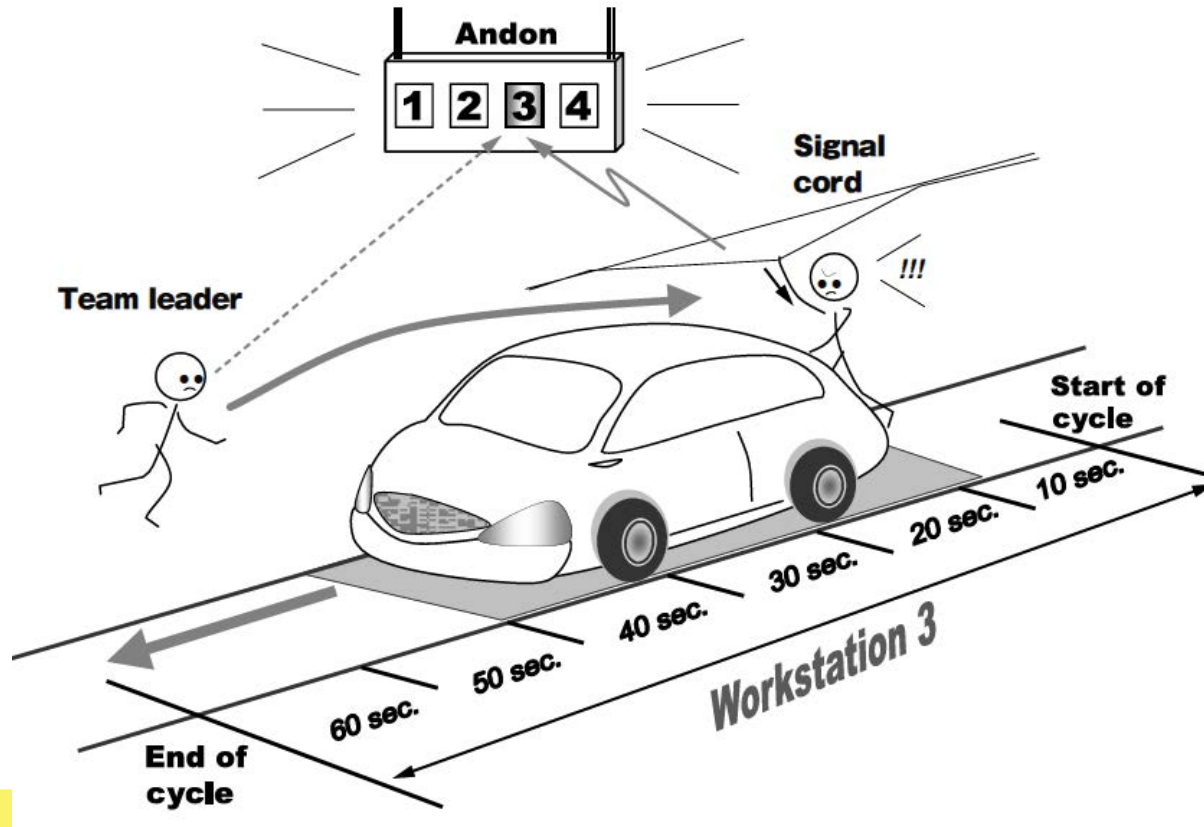 Andon
1 2 3 4
Signal
cord
!!!
Team leader
Start of
cycle
10 sec.
20 sec.
30 sec.
40 sec.
50 sec.
60 sec.
Workstation 3
End of
cycle